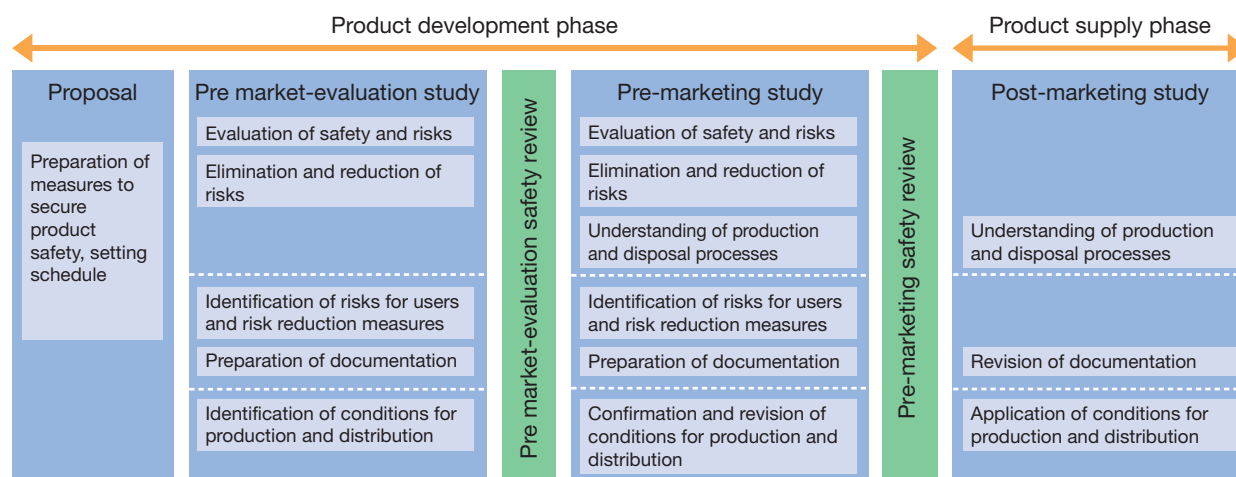 Product development phase
Product supply phase
Proposal
Preparation of
measures to
secure
product
safety, setting
schedule
Pre market-evaluation study
Evaluation of safety and risks
Elimination and reduction of
risks
Identification of risks for users
and risk reduction measures
Preparation of documentation
Identification of conditions for
production and distribution
Pre market-evaluation safety review
Pre-marketing study
Evaluation of safety and risks
Elimination and reduction of
risks
Understanding of production
and disposal processes
Identification of risks for users
and risk reduction measures
Preparation of documentation
Confirmation and revision of
conditions for production and
distribution
Pre-marketing safety review
Post-marketing study
Understanding of production
and disposal processes
Revision of documentation
Application of conditions for
production and distribution